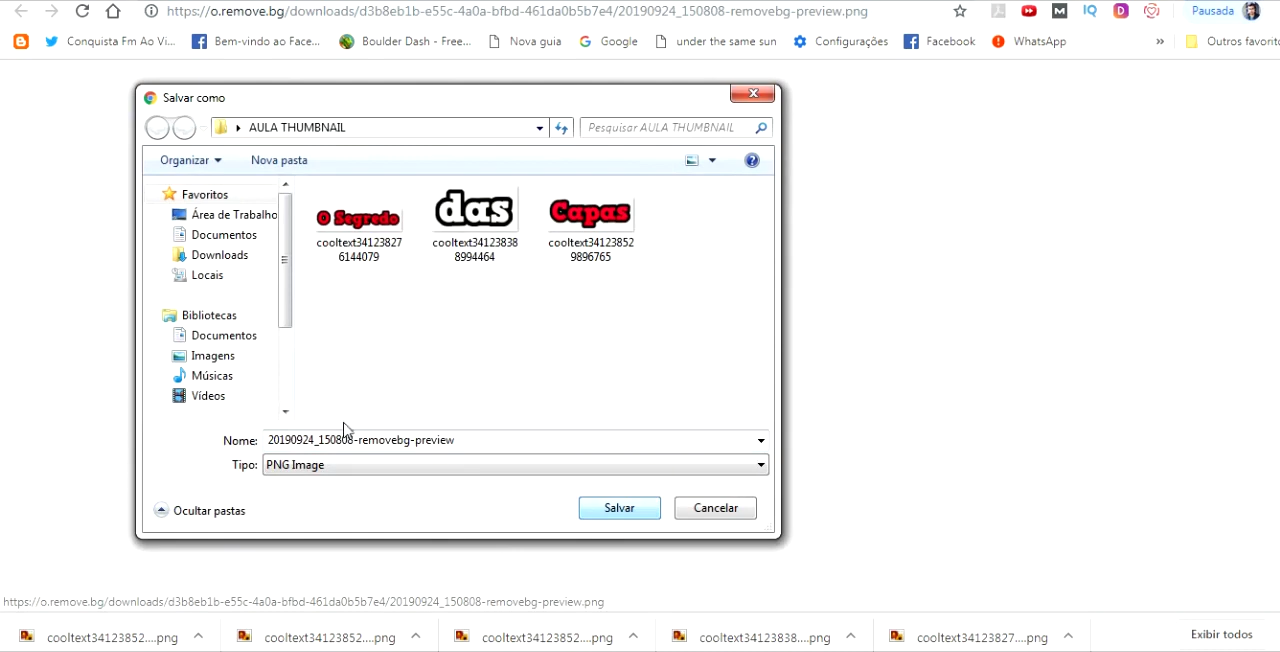 https://o.remove.bg/downloads/d3b8eb1b-e55c-4a0a-bfbd-461da0b5b7e4/20190924_150808-removebg-preview.png
Pausada
Conquista Fm Ao Vi...
Bem-vindo ao Face...
Boulder Dash - Free...
Nova guia
Google
under the same sun
Configurações
Facebook
WhatsApp
»
Outros favorito
Salvar como
AULA THUMBNAIL
Pesquisar AULA THUMBNAIL
Organizar
Nova pasta
Favoritos
Área de Trabalho
Documentos
Downloads
Locais
Bibliotecas
Documentos
Imagens
Músicas
Vídeos
O Segredo
das
Capas
cooltext34123827
6144079
cooltext34123838
8994464
cooltext34123852
9896765
Nome: 20190924_150808-removebg-preview
Tipo: PNG Image
Ocultar pastas
Salvar
Cancelar
https://o.remove.bg/downloads/d3b8eb1b-e55c-4a0a-bfbd-461da0b5b7e4/20190924_150808-removebg-preview.png
cooltext34123852....png
cooltext34123852....png
cooltext34123852....png
cooltext34123838....png
cooltext34123827....png
Exibir todos